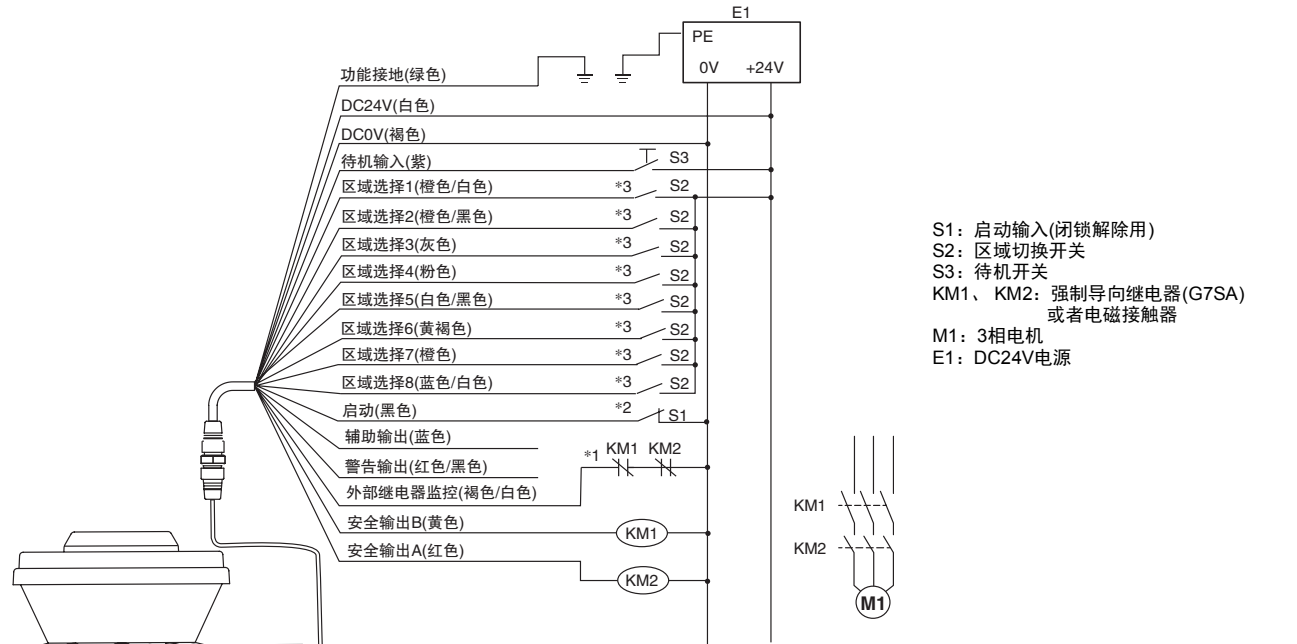 E1
PE
0V +24V
功能接地(绿色)
DC24V(白色)
DC0V(褐色)
待机输入(紫) S3
区域选择1(橙色/白色) *3 S2
区域选择2(橙色/黑色) *3 S2
区域选择3(灰色) *3 S2
区域选择4(粉色) *3 S2
区域选择5(白色/黑色) *3 S2
区域选择6(黄褐色) *3 S2
区域选择7(橙色) *3 S2
区域选择8(蓝色/白色) *3 S2
启动(黑色) *2 S1
辅助输出(蓝色)
警告输出(红色/黑色) *1 KM1 KM2
外部继电器监控(褐色/白色)
安全输出B(黄色) KM1
安全输出A(红色) KM2
S1：启动输入(闭锁解除用)
S2：区域切换开关
S3：待机开关
KM1、 KM2：强制导向继电器(G7SA)
或者电磁接触器
M1：3相电机
E1：DC24V电源
KM1
KM2
M1